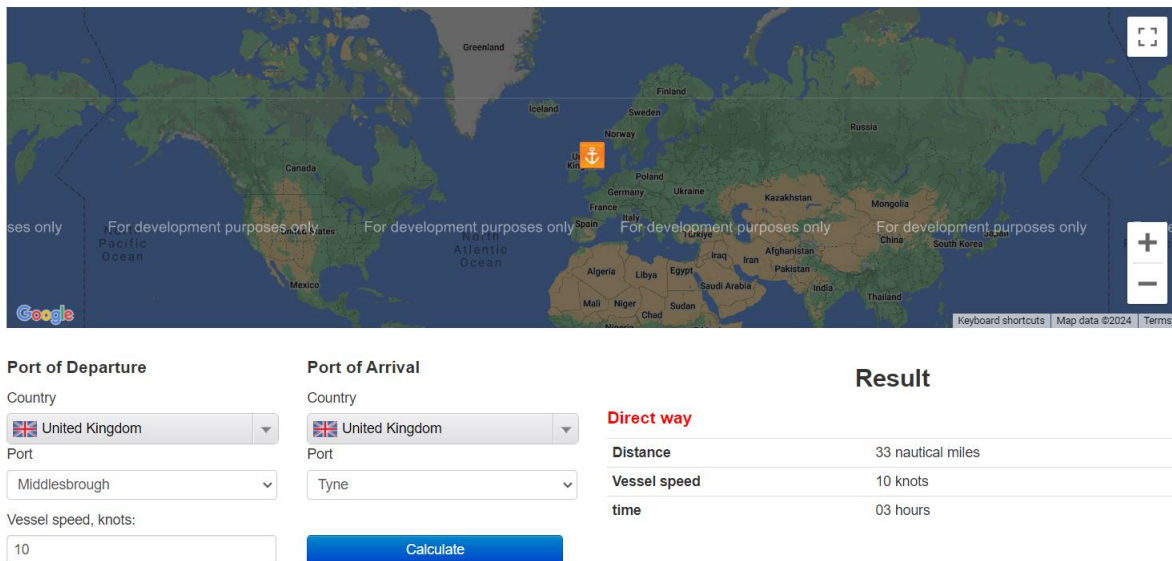 Greenland
Iceland
Finland
Sweden
Norway
Russia
Canada
Poland
Germany
Ukraine
Kazakhstan
Mongolia
France
Italy
Spain
ses only
For development purposes only
For development purposes only
For development purposes only
For development purposes only
Pacific
Ocean
North
Atlantic
Ocean
Türkiye
China
South Korea
Japan
Iraq
Iran
Afghanistan
Pakistan
Algeria
Libya
Egypt
Saudi Arabia
India
Mexico
Mali
Niger
Chad
Sudan
Thailand
Google
Keyboard shortcuts
Map data ©2024
Terms
Port of Departure
Port of Arrival
Result
Country
Country
United Kingdom
United Kingdom
Direct way
Port
Port
Distance 33 nautical miles
Middlesbrough
Tyne
Vessel speed 10 knots
time 03 hours
Vessel speed, knots:
10
Calculate